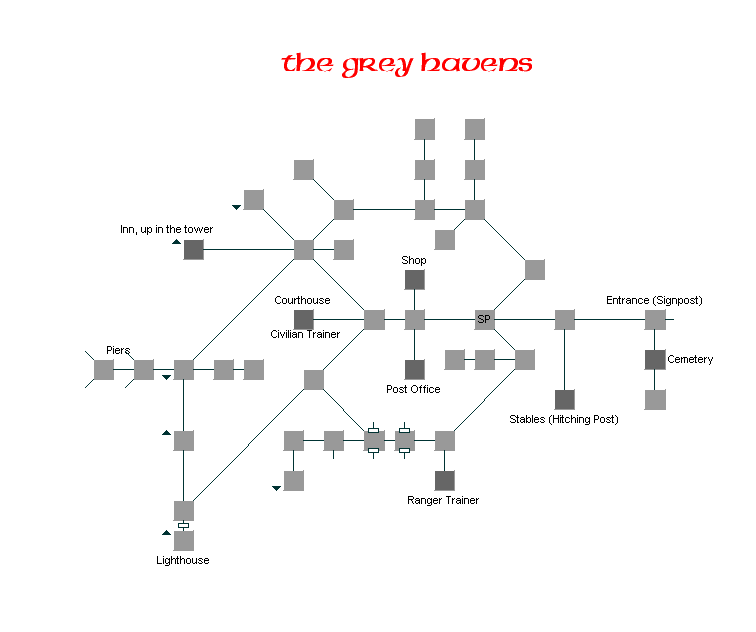 the grey havens
Inn, up in the tower
Shop
Courthouse
Entrance (Signpost)
SP
Civilian Trainer
Piers
Cemetery
Post Office
Stables (Hitching Post)
Ranger Trainer
Lighthouse